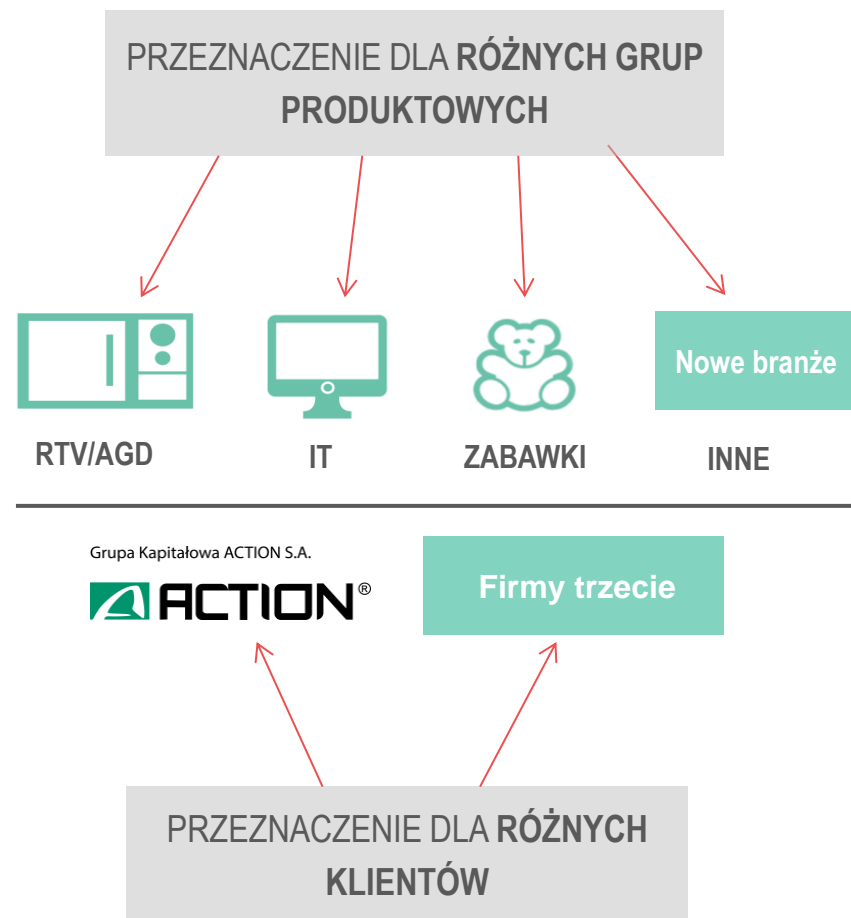 PRZEZNACZENIE DLA RÓŻNYCH GRUP
PRODUKTOWYCH
Nowe branże
RTV/AGD
IT
ZABAWKI
INNE
Grupa Kapitałowa ACTION S.A.
ACTION®
Firmy trzecie
PRZEZNACZENIE DLA RÓŻNYCH
KLIENTÓW